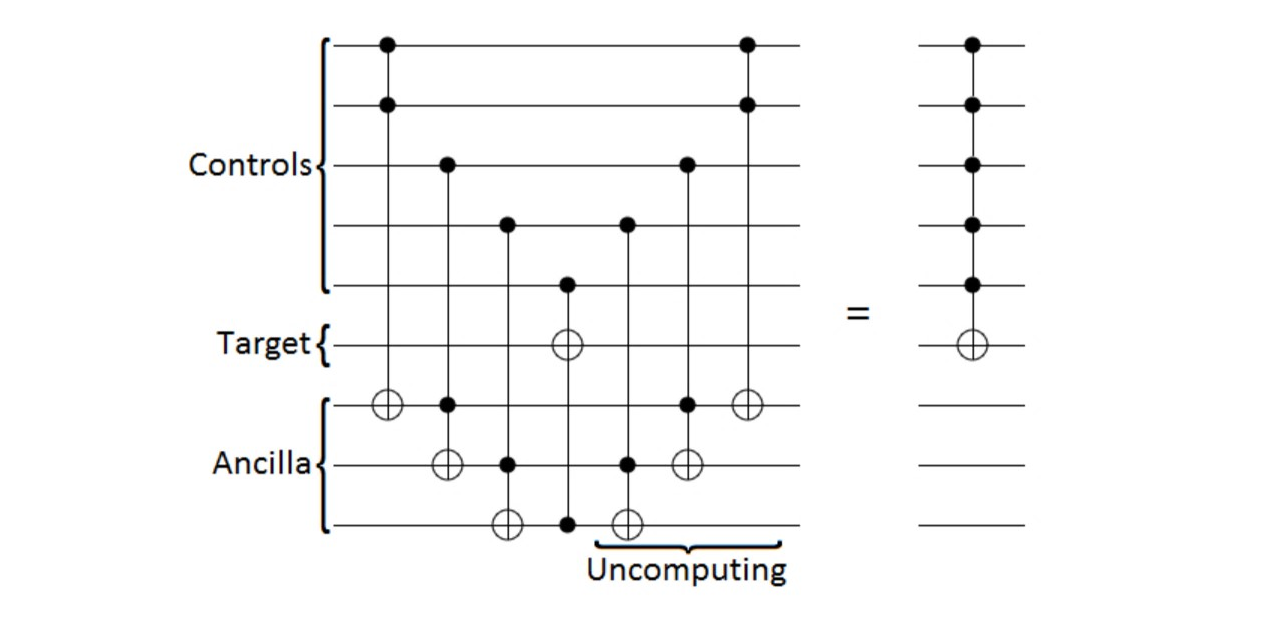 Controls
=
Target
Ancilla
Uncomputing